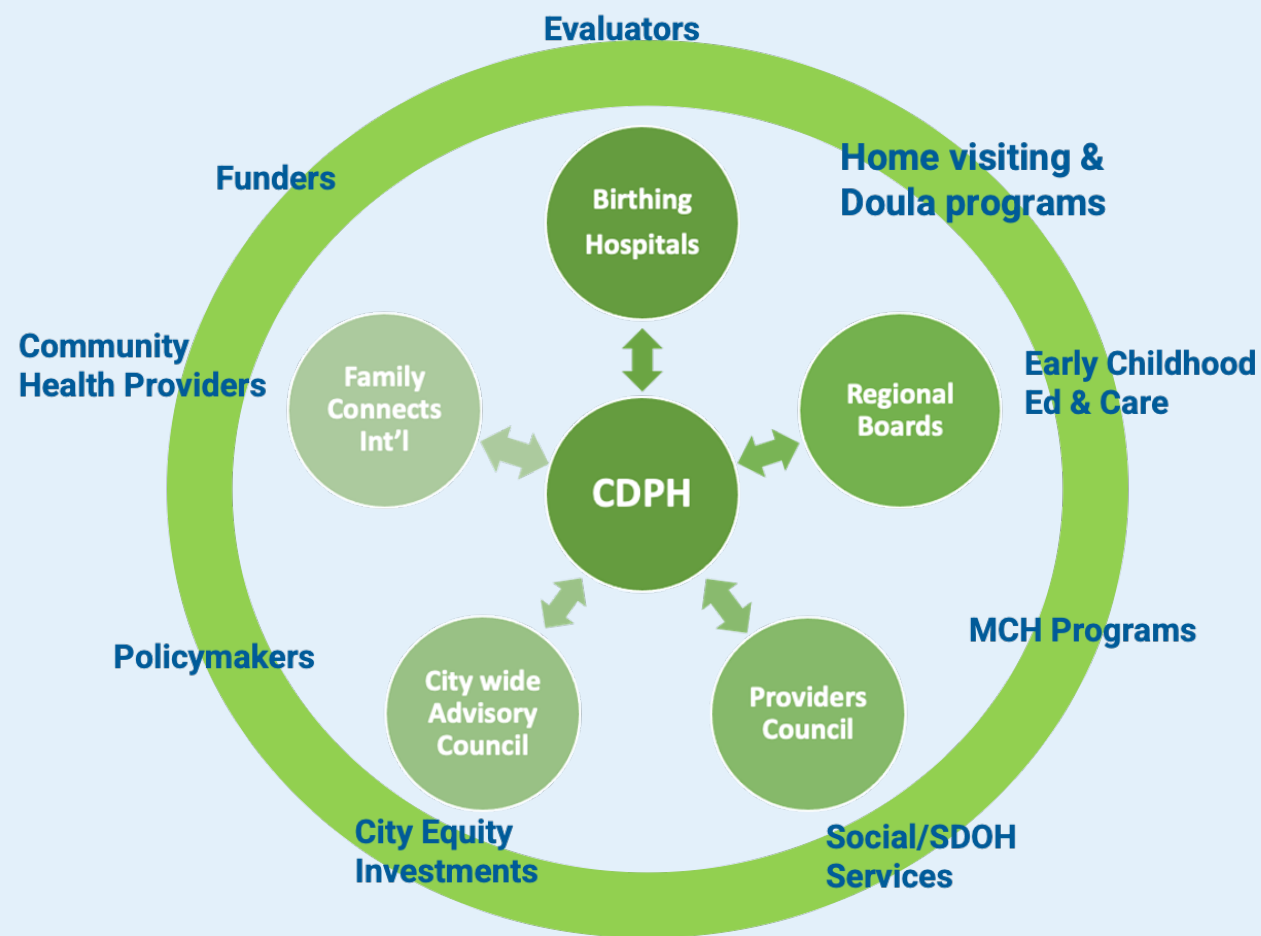 Evaluators
Home visiting &
Doula programs
Funders
Birthing
Hospitals
Community
Health Providers
Family
Connects
Int'l
Regional
Boards
Early Childhood
Ed & Care
CDPH
MCH Programs
Policymakers
City wide
Advisory
Council
Providers
Council
City Equity
Investments
Social/SDOH
Services